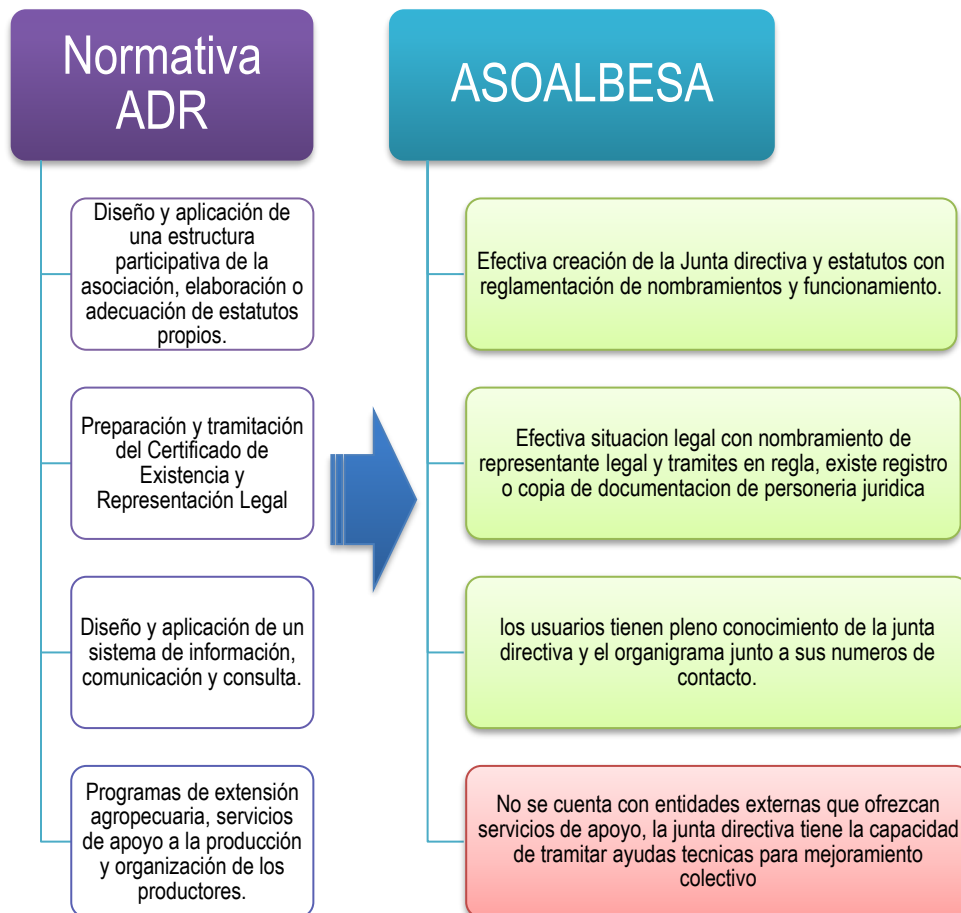 Normativa
ADR
Diseño y aplicación de
una estructura
participativa de la
asociación, elaboración o
adecuación de estatutos
propios.
Preparación y tramitación
del Certificado de
Existencia y
Representación Legal
Diseño y aplicación de un
sistema de información,
comunicación y consulta.
Programas de extensión
agropecuaria, servicios
de apoyo a la producción
y organización de los
productores.
ASOALBESA
Efectiva creación de la Junta directiva y estatutos con
reglamentación de nombramientos y funcionamiento.
Efectiva situacion legal con nombramiento de
representante legal y tramites en regla, existe registro
o copia de documentacion de personeria juridica
los usuarios tienen pleno conocimiento de la junta
directiva y el organigrama junto a sus numeros de
contacto.
No se cuenta con entidades externas que ofrezcan
servicios de apoyo, la junta directiva tiene la capacidad
de tramitar ayudas tecnicas para mejoramiento
colectivo